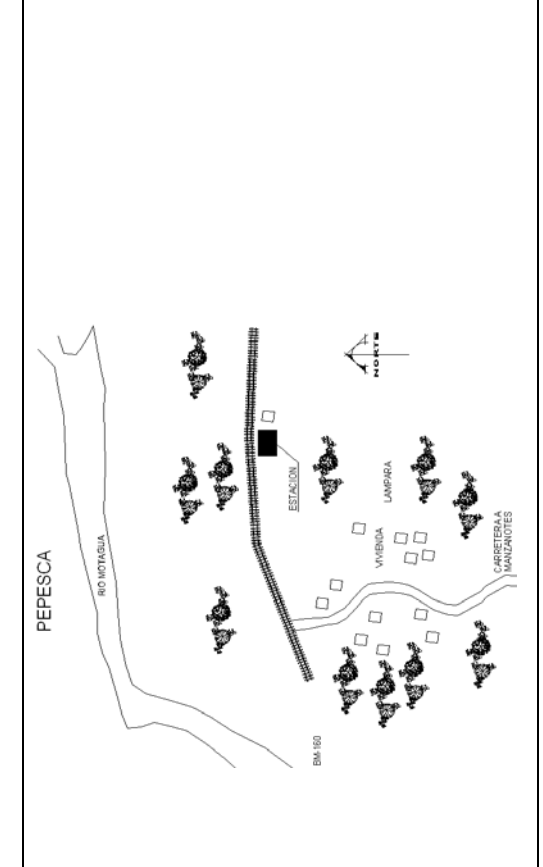 PEPESCA
RIO MOTAGUA
ESTACION
NORTE
LAMPARA
VIVIENDA
CARRETERA A
MANZANOTES
BM-160